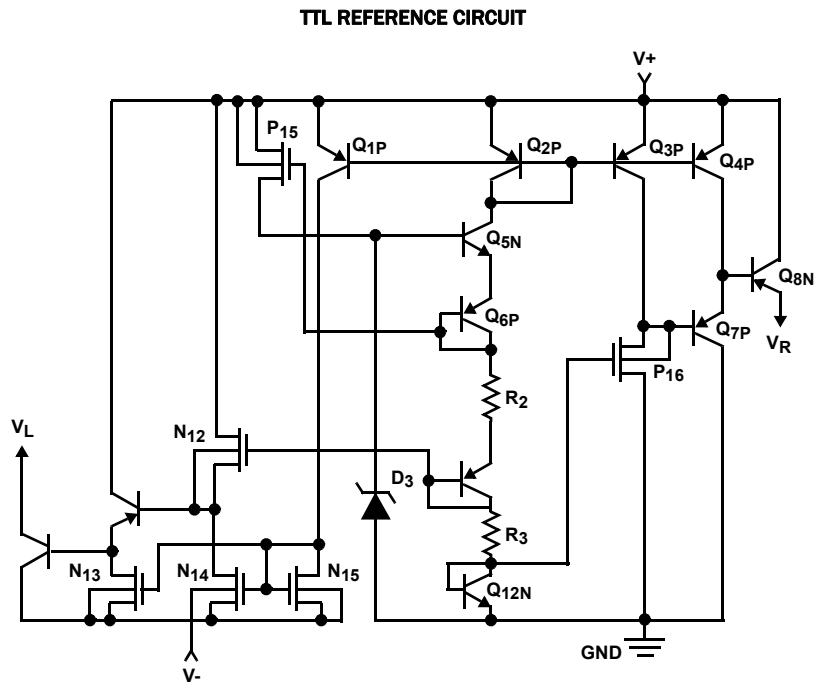 TTL REFERENCE CIRCUIT
V+
P15
Q1P
Q2P
Q3P
Q4P
Q5N
Q8N
Q6P
Q7P
VR
P16
R2
VL
N12
D3
R3
N13
N14
N15
Q12N
GND
V-